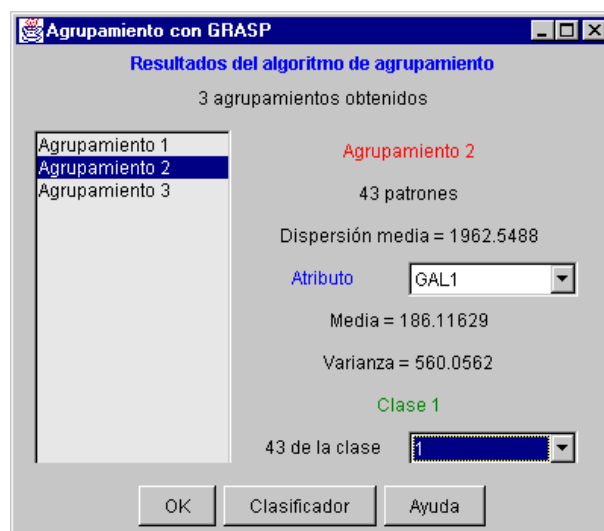 Agrupamiento con GRASP
Resultados del algoritmo de agrupamiento
3 agrupamientos obtenidos
Agrupamiento 1
Agrupamiento 2
Agrupamiento 3
Agrupamiento 2
43 patrones
Dispersión media = 1962.5488
Atributo GAL1
Media = 186.11629
Varianza = 560.0562
Clase 1
43 de la clase 1
OK Clasificador Ayuda